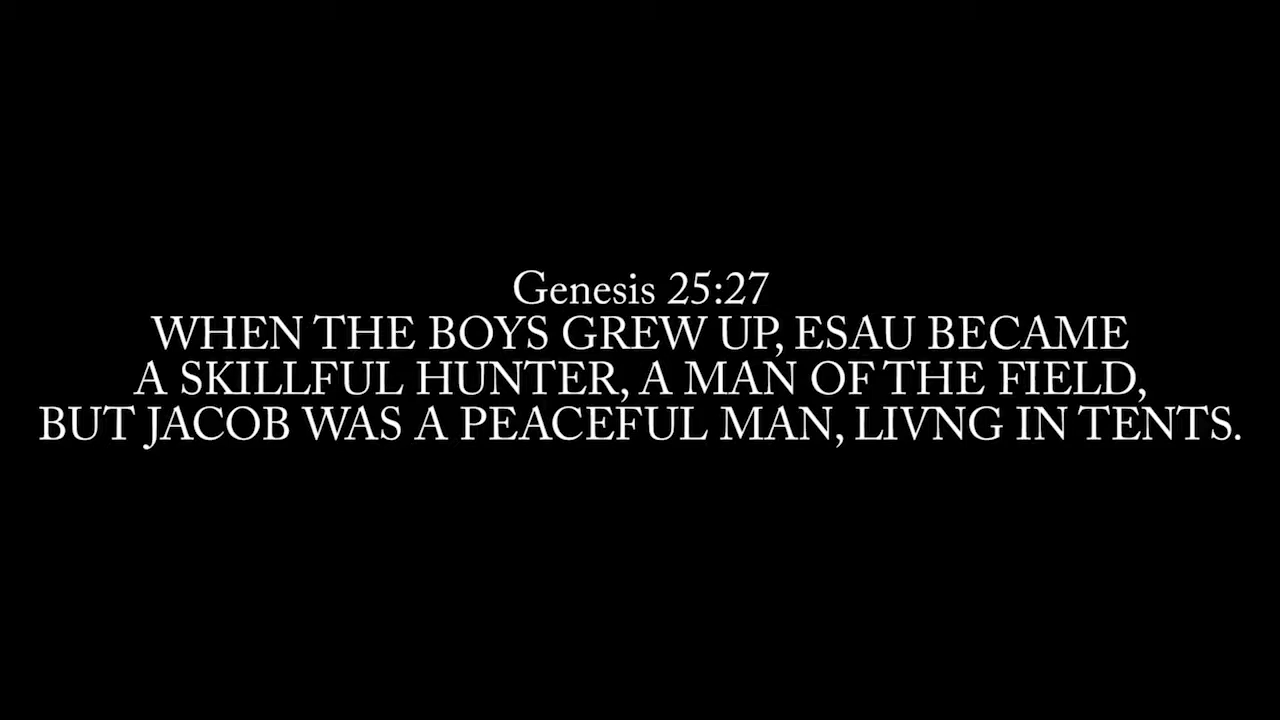 Genesis 25:27
WHEN THE BOYS GREW UP, ESAU BECAME
A SKILLFUL HUNTER, A MAN OF THE FIELD,
BUT JACOB WAS A PEACEFUL MAN, LIVNG IN TENTS.